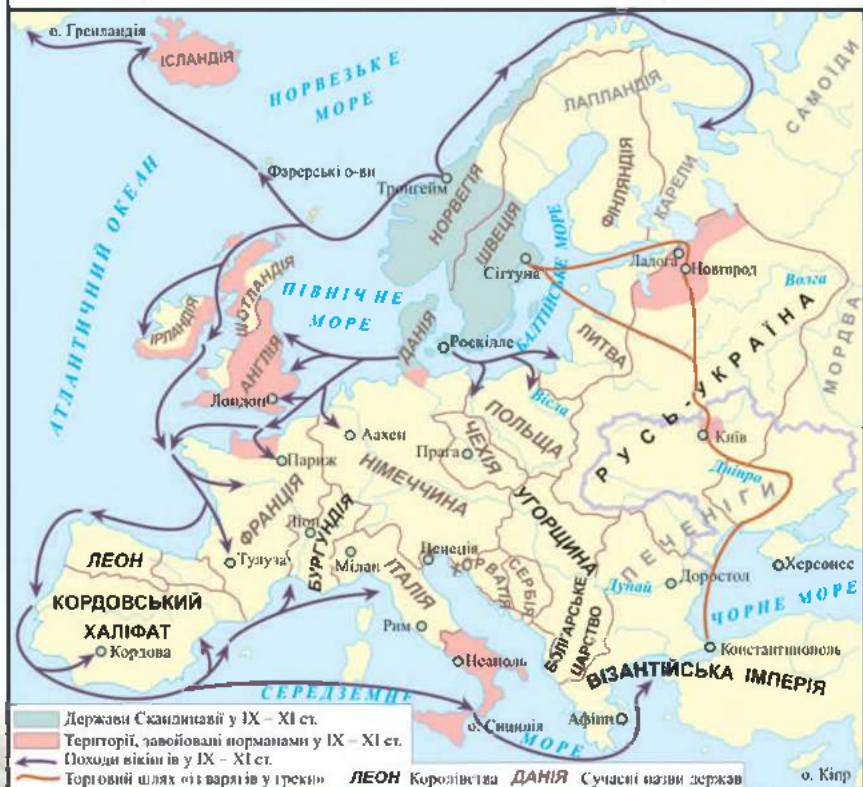 о. Гренландія
ІСЛАНДІЯ
НОРВЕЗЬКЕ
МОРЕ
ЛАПЛАНДІЯ
САМОЇДИ
АТЛАНТИЧНИЙ ОКЕАН
Фарерські о-ви
Тронгейм
НОРВЕГІЯ
ШВЕЦІЯ
ФІНЛЯНДІЯ
КАРЕЛИ
Сігтуна
Ладога
Новгород
Волга
ШОТЛАНДІЯ
ІРЛАНДІЯ
ПІВНІЧНЕ
МОРЕ
БАЛТІЙСЬКЕ МОРЕ
ДАНІЯ
Роскілле
ЛИТВА
РУСЬ-УКРАЇНА
МОРДВА
АНГЛІЯ
Лондон
Вісла
ПОЛЬЩА
Аахен
Прага
ЧЕХІЯ
Київ
Дніпро
Париж
НІМЕЧЧИНА
ФРАНЦІЯ
Ліон
БУРГУНДІЯ
УГОРЩИНА
ПЕЧЕНІГИ
ЛЕОН
Тулуза
Мілан
Венеція
ІТАЛІЯ
ХОРВАТІЯ
СЕРБІЯ
Дунай
Доростол
Херсонес
КОРДОВСЬКИЙ
ХАЛІФАТ
Кордова
Рим
Неаполь
БОЛГАРСЬКЕ
ЦАРСТВО
ЧОРНЕ МОРЕ
Константинополь
ВІЗАНТІЙСЬКА ІМПЕРІЯ
СЕРЕДЗЕМНЕ
МОРЕ
о. Сицилія
Афіни
о. Кіпр
Держави Скандинавії у IX – XI ст.
Території, завойовані норманами у IX – XI ст.
Походи вікінгів у IX – XI ст.
Торговий шлях «із варягів у греки» ЛЕОН Королівства ДАНІЯ Сучасні назви держав